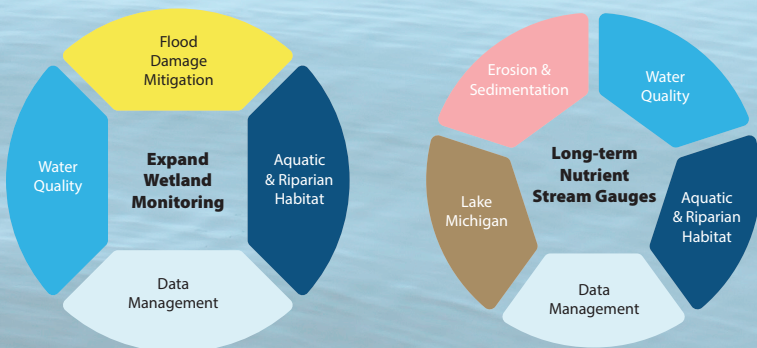 Flood
Damage
Mitigation
Water
Quality
Expand
Wetland
Monitoring
Aquatic
& Riparian
Habitat
Data
Management
Erosion &
Sedimentation
Water
Quality
Lake
Michigan
Long-term
Nutrient
Stream Gauges
Aquatic
& Riparian
Habitat
Data
Management